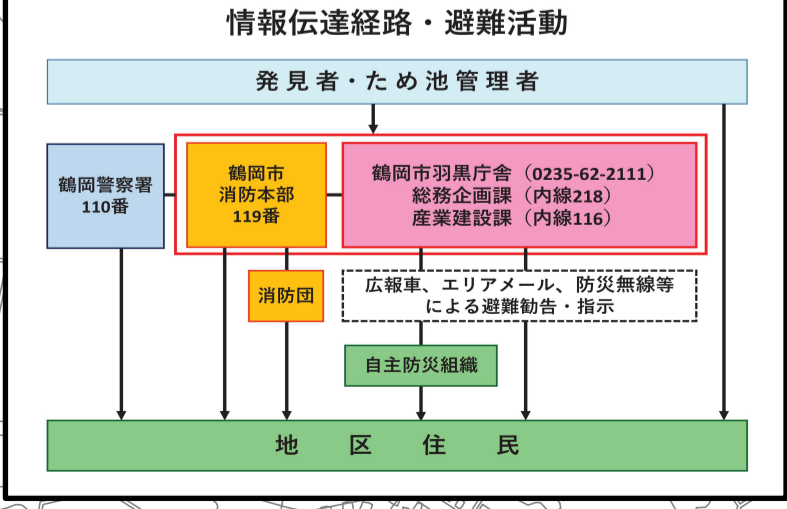 情報伝達経路・避難活動
発見者・ため池管理者
鶴岡警察署
110番
鶴岡市
消防本部
119番
鶴岡市羽黒庁舎（0235-62-2111）
総務企画課（内線218）
産業建設課（内線116）
消防団
広報車、エリアメール、防災無線等
による避難勧告・指示
自主防災組織
地区住民